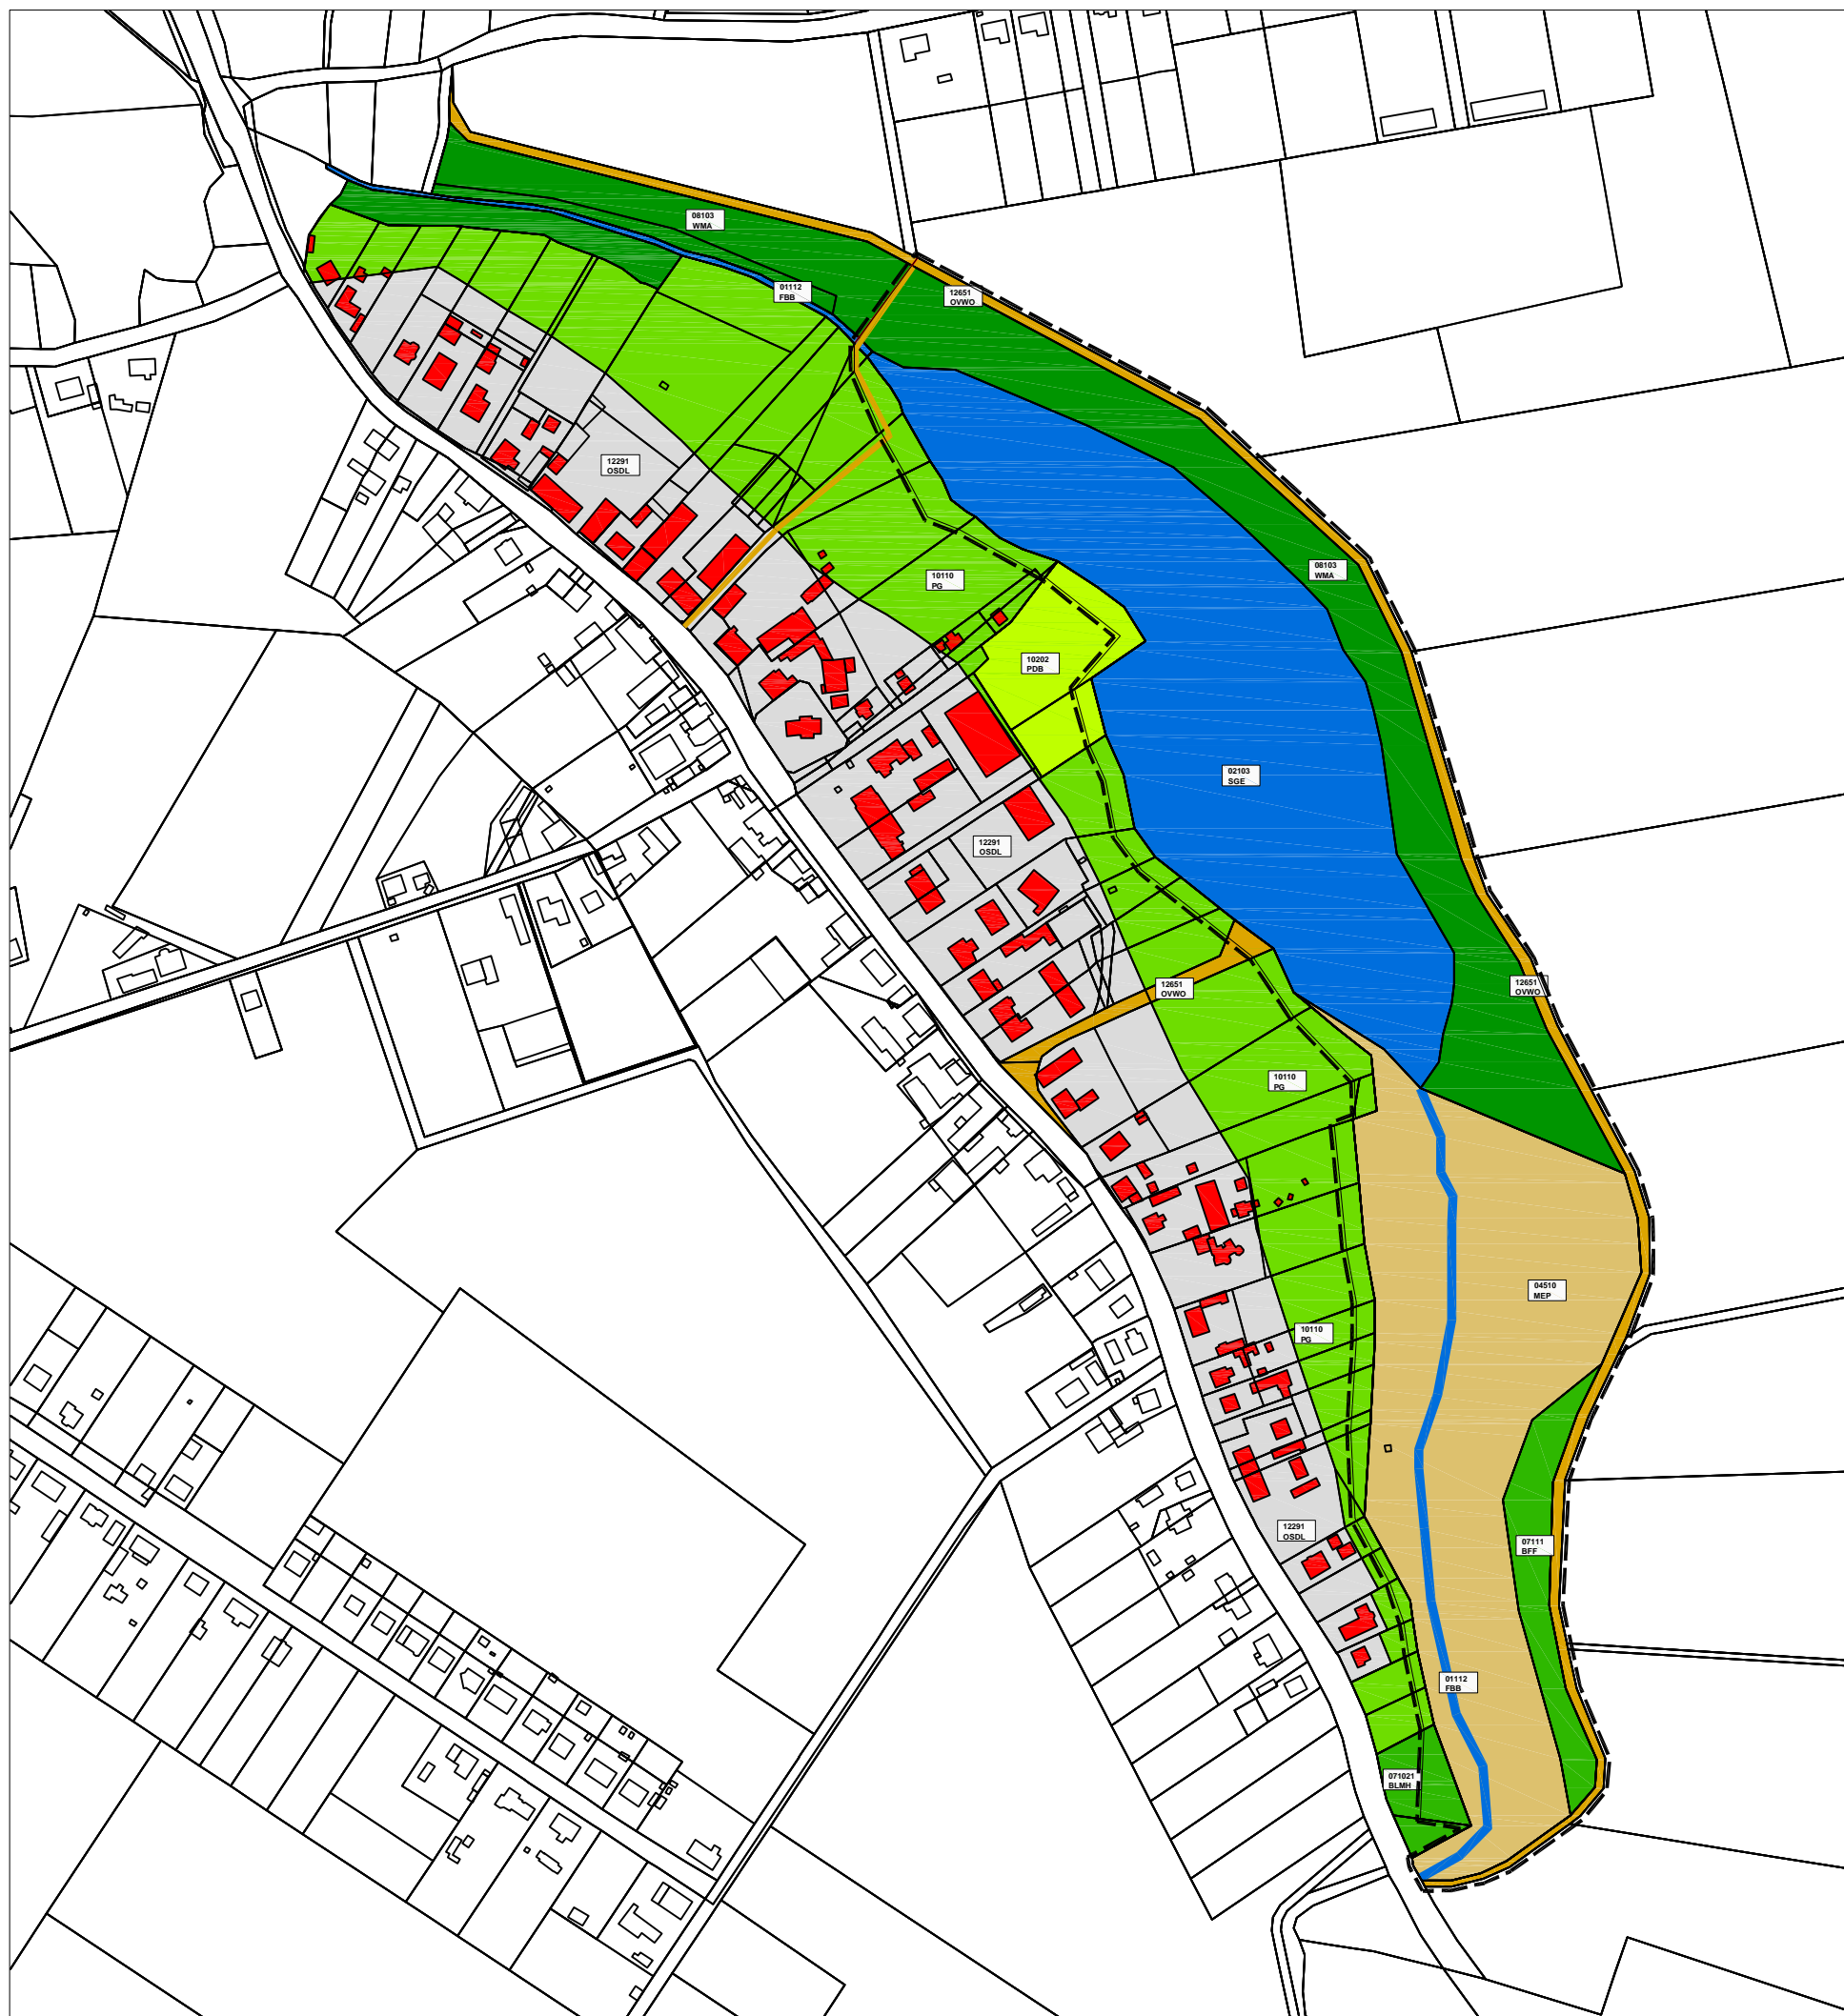 08103
WMA
01112
FBB
12651
OVWO
12291
OSDL
08103
WMA
10110
PG
10202
PDB
02103
SGE
12291
OSDL
12651
OVWO
12651
OVWO
10110
PG
04510
MEP
10110
PG
12291
OSDL
07111
BFF
01112
FBB
071021
BLMH